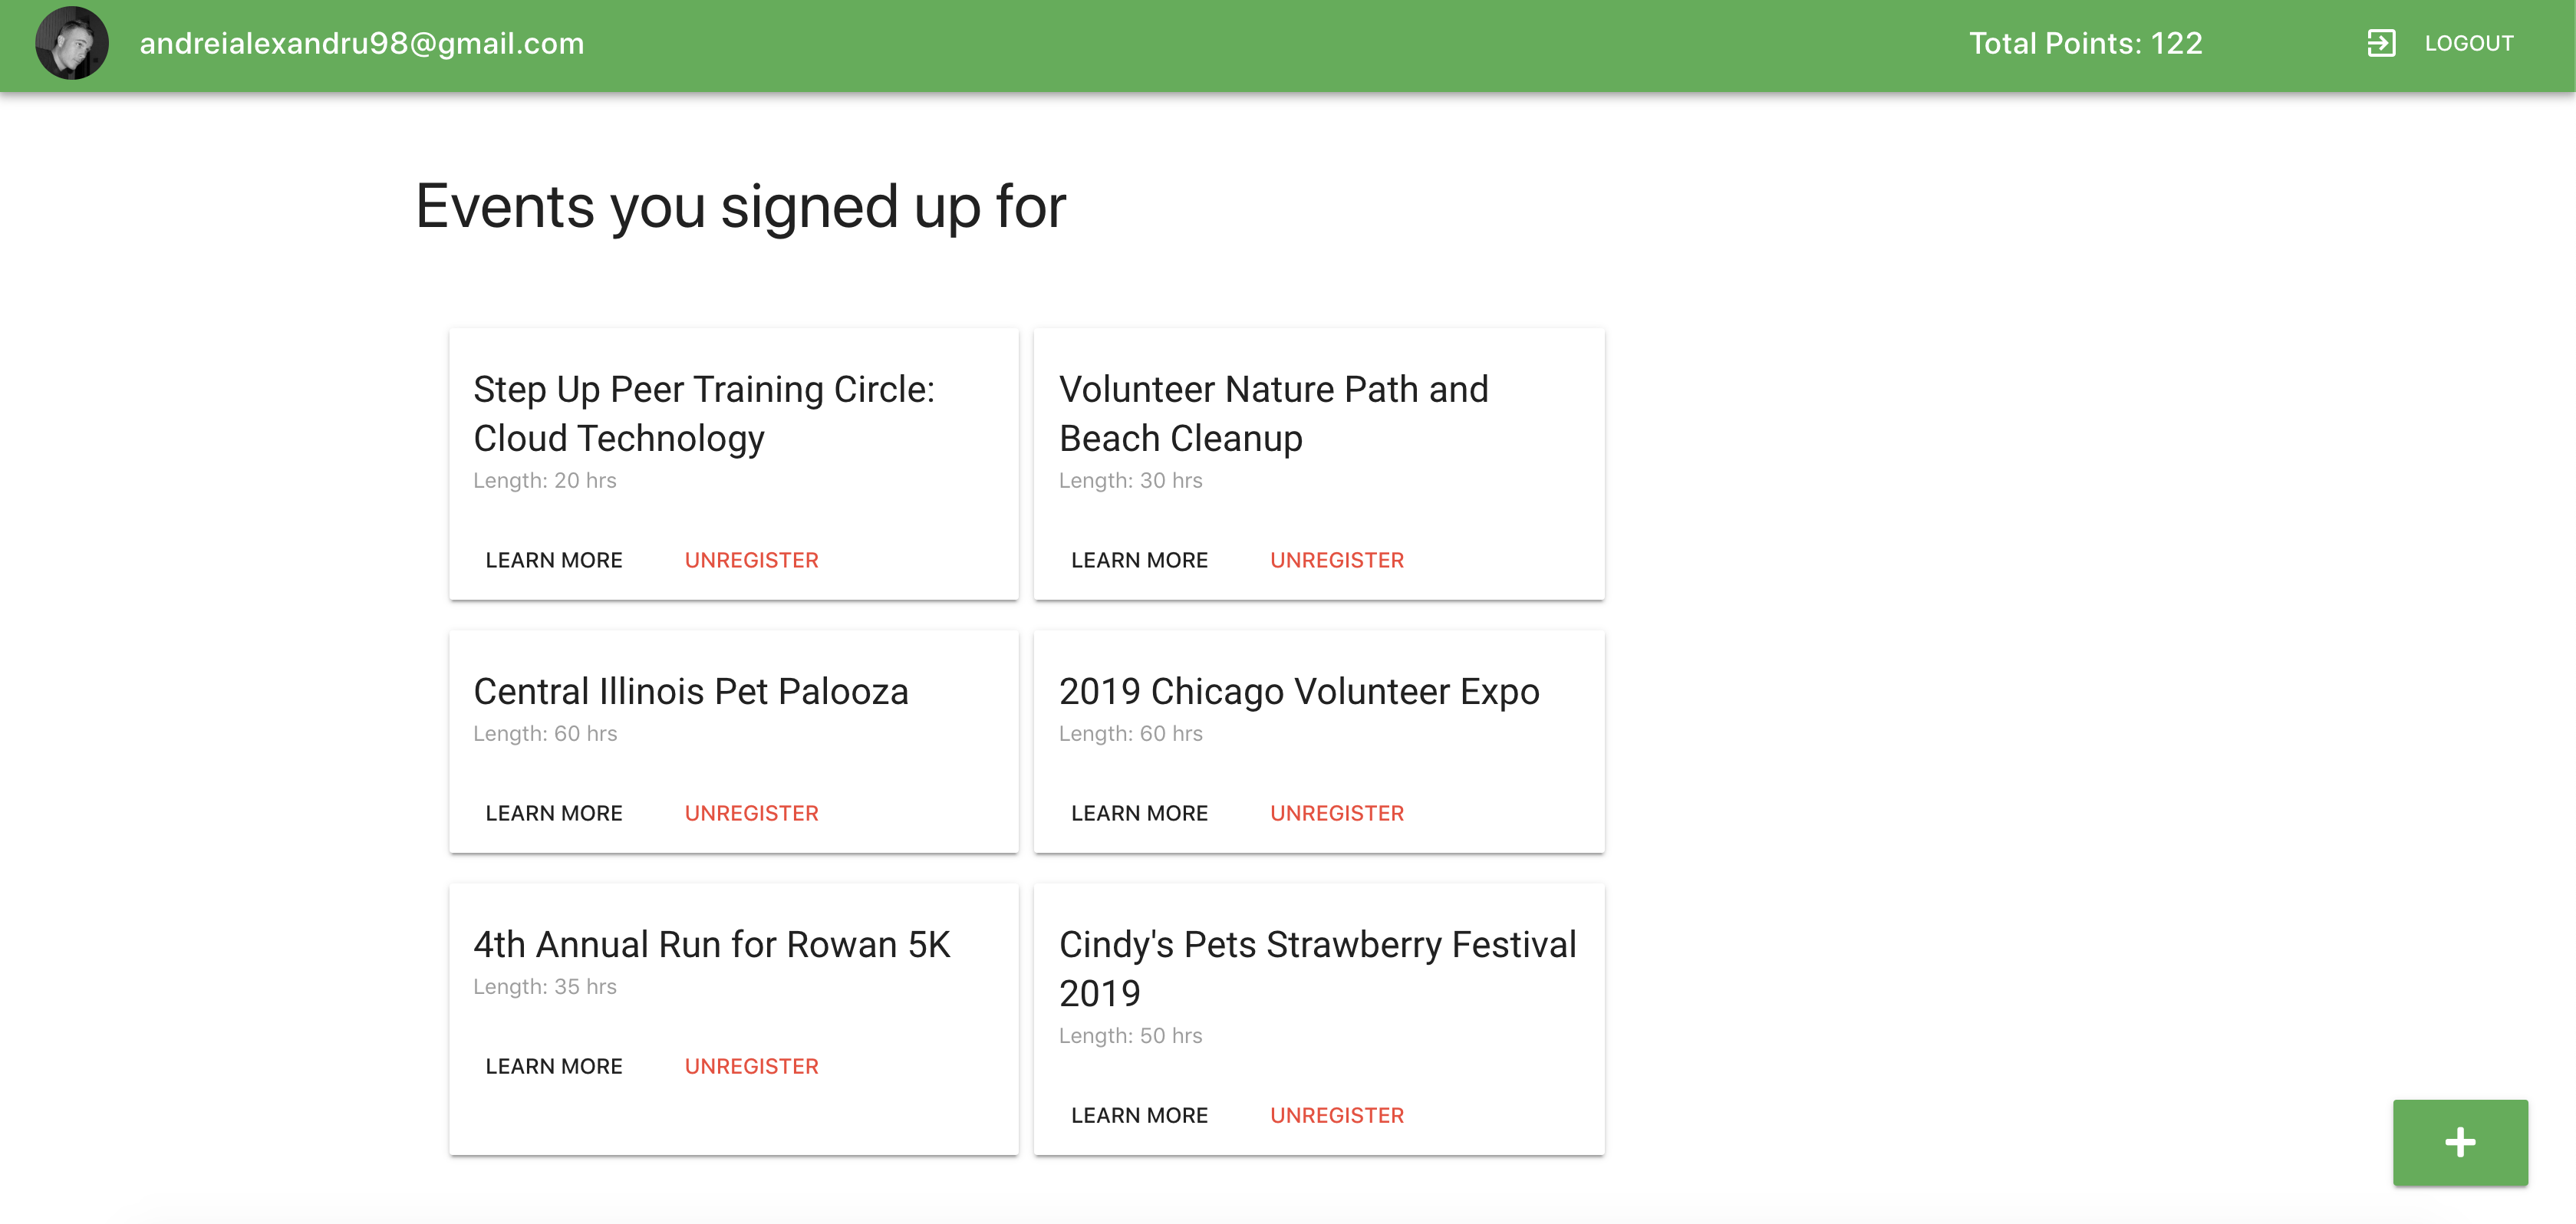 andreialexandru98@gmail.com
Total Points: 122
LOGOUT
Events you signed up for
Step Up Peer Training Circle:
Cloud Technology
Length: 20 hrs
LEARN MORE
UNREGISTER
Volunteer Nature Path and
Beach Cleanup
Length: 30 hrs
LEARN MORE
UNREGISTER
Central Illinois Pet Palooza
Length: 60 hrs
LEARN MORE
UNREGISTER
2019 Chicago Volunteer Expo
Length: 60 hrs
LEARN MORE
UNREGISTER
4th Annual Run for Rowan 5K
Length: 35 hrs
LEARN MORE
UNREGISTER
Cindy's Pets Strawberry Festival
2019
Length: 50 hrs
LEARN MORE
UNREGISTER
+